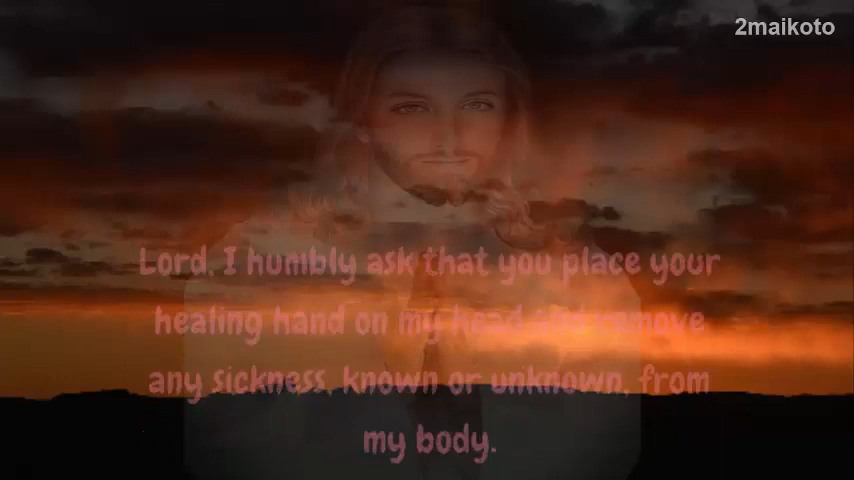 2maikoto
Lord, I humbly ask that you place your
healing hand on my head and remove
any sickness, known or unknown, from
my body.